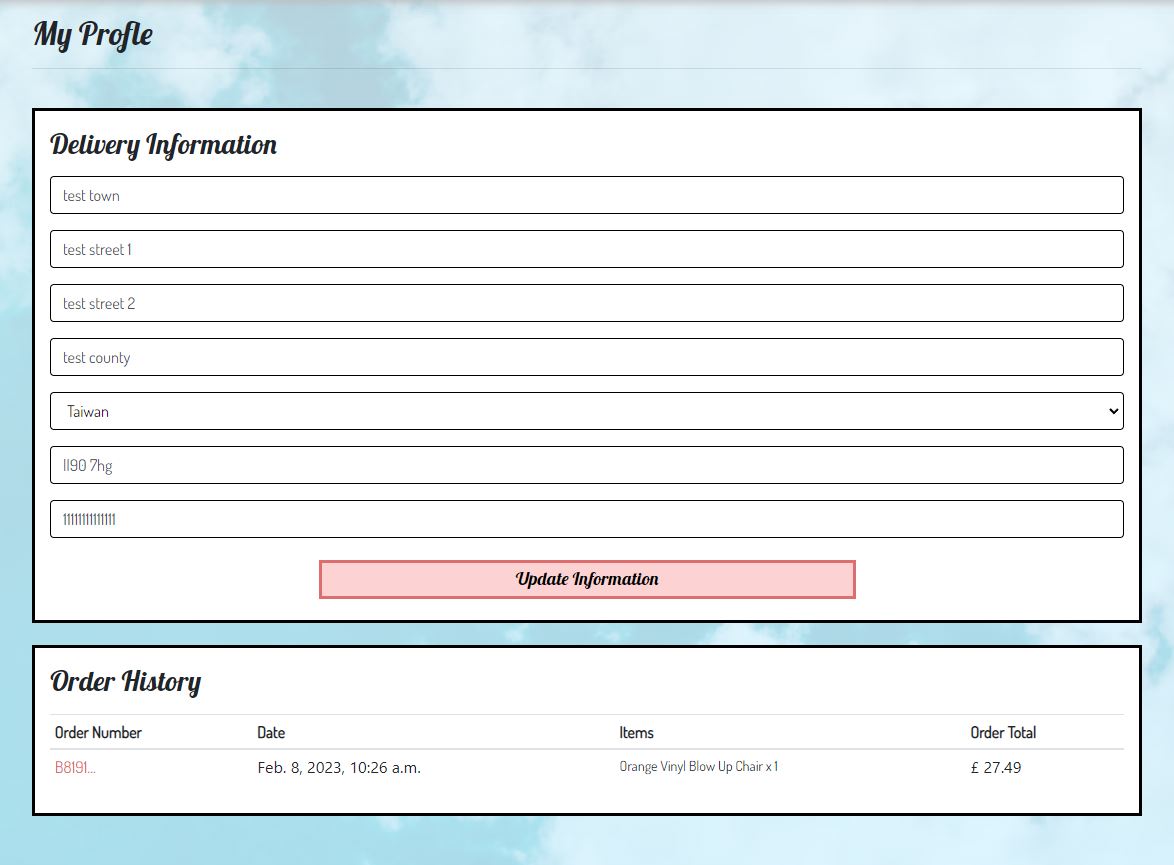 My Profle
Delivery Information
test town
test street 1
test street 2
test county
Taiwan
ll90 7hg
Update Information
Order History
Order Number Date Items Order Total
B8191... Feb. 8, 2023, 10:26 a.m. Orange Vinyl Blow Up Chair x 1 £ 27.49